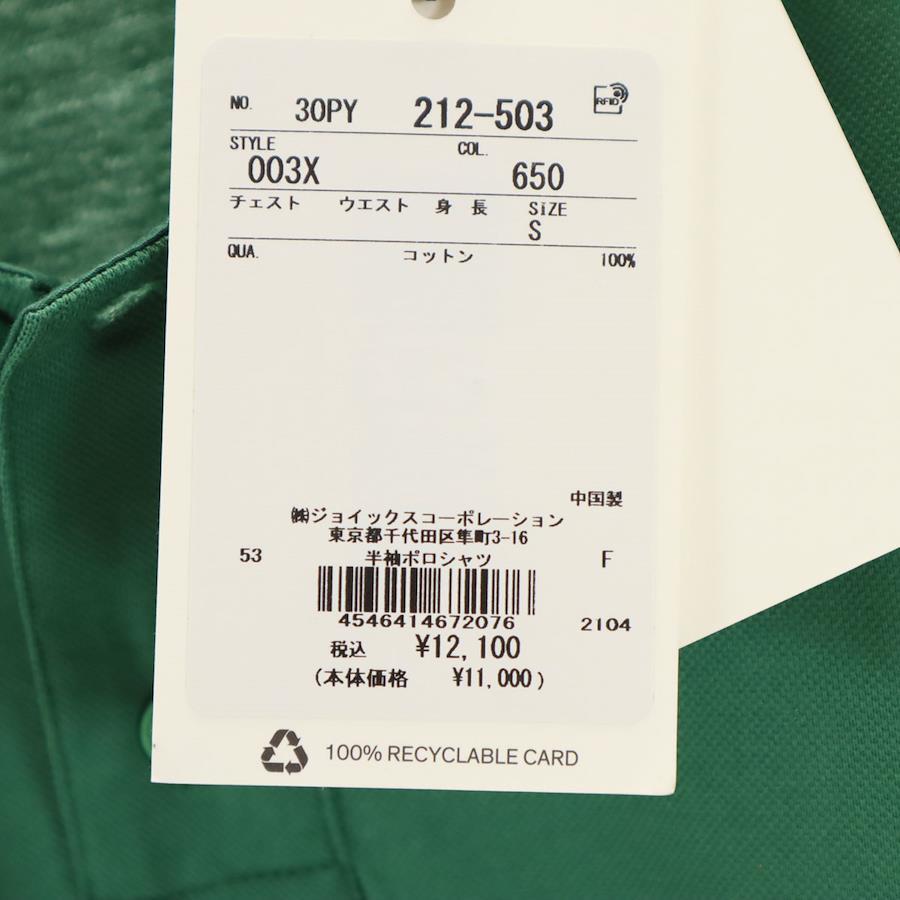 RFID
NO. 30PY 212-503
STYLE COL.
003X 650
チェスト ウエスト 身 長 SiZE
S
QUA. コットン 100%
中国製
㈱ジョイックスコーポレーション
東京都千代田区隼町3-16
53 半袖ポロシャツ F
4546414672076 2104
税込 ¥12,100
(本体価格 ¥11,000)
100% RECYCLABLE CARD